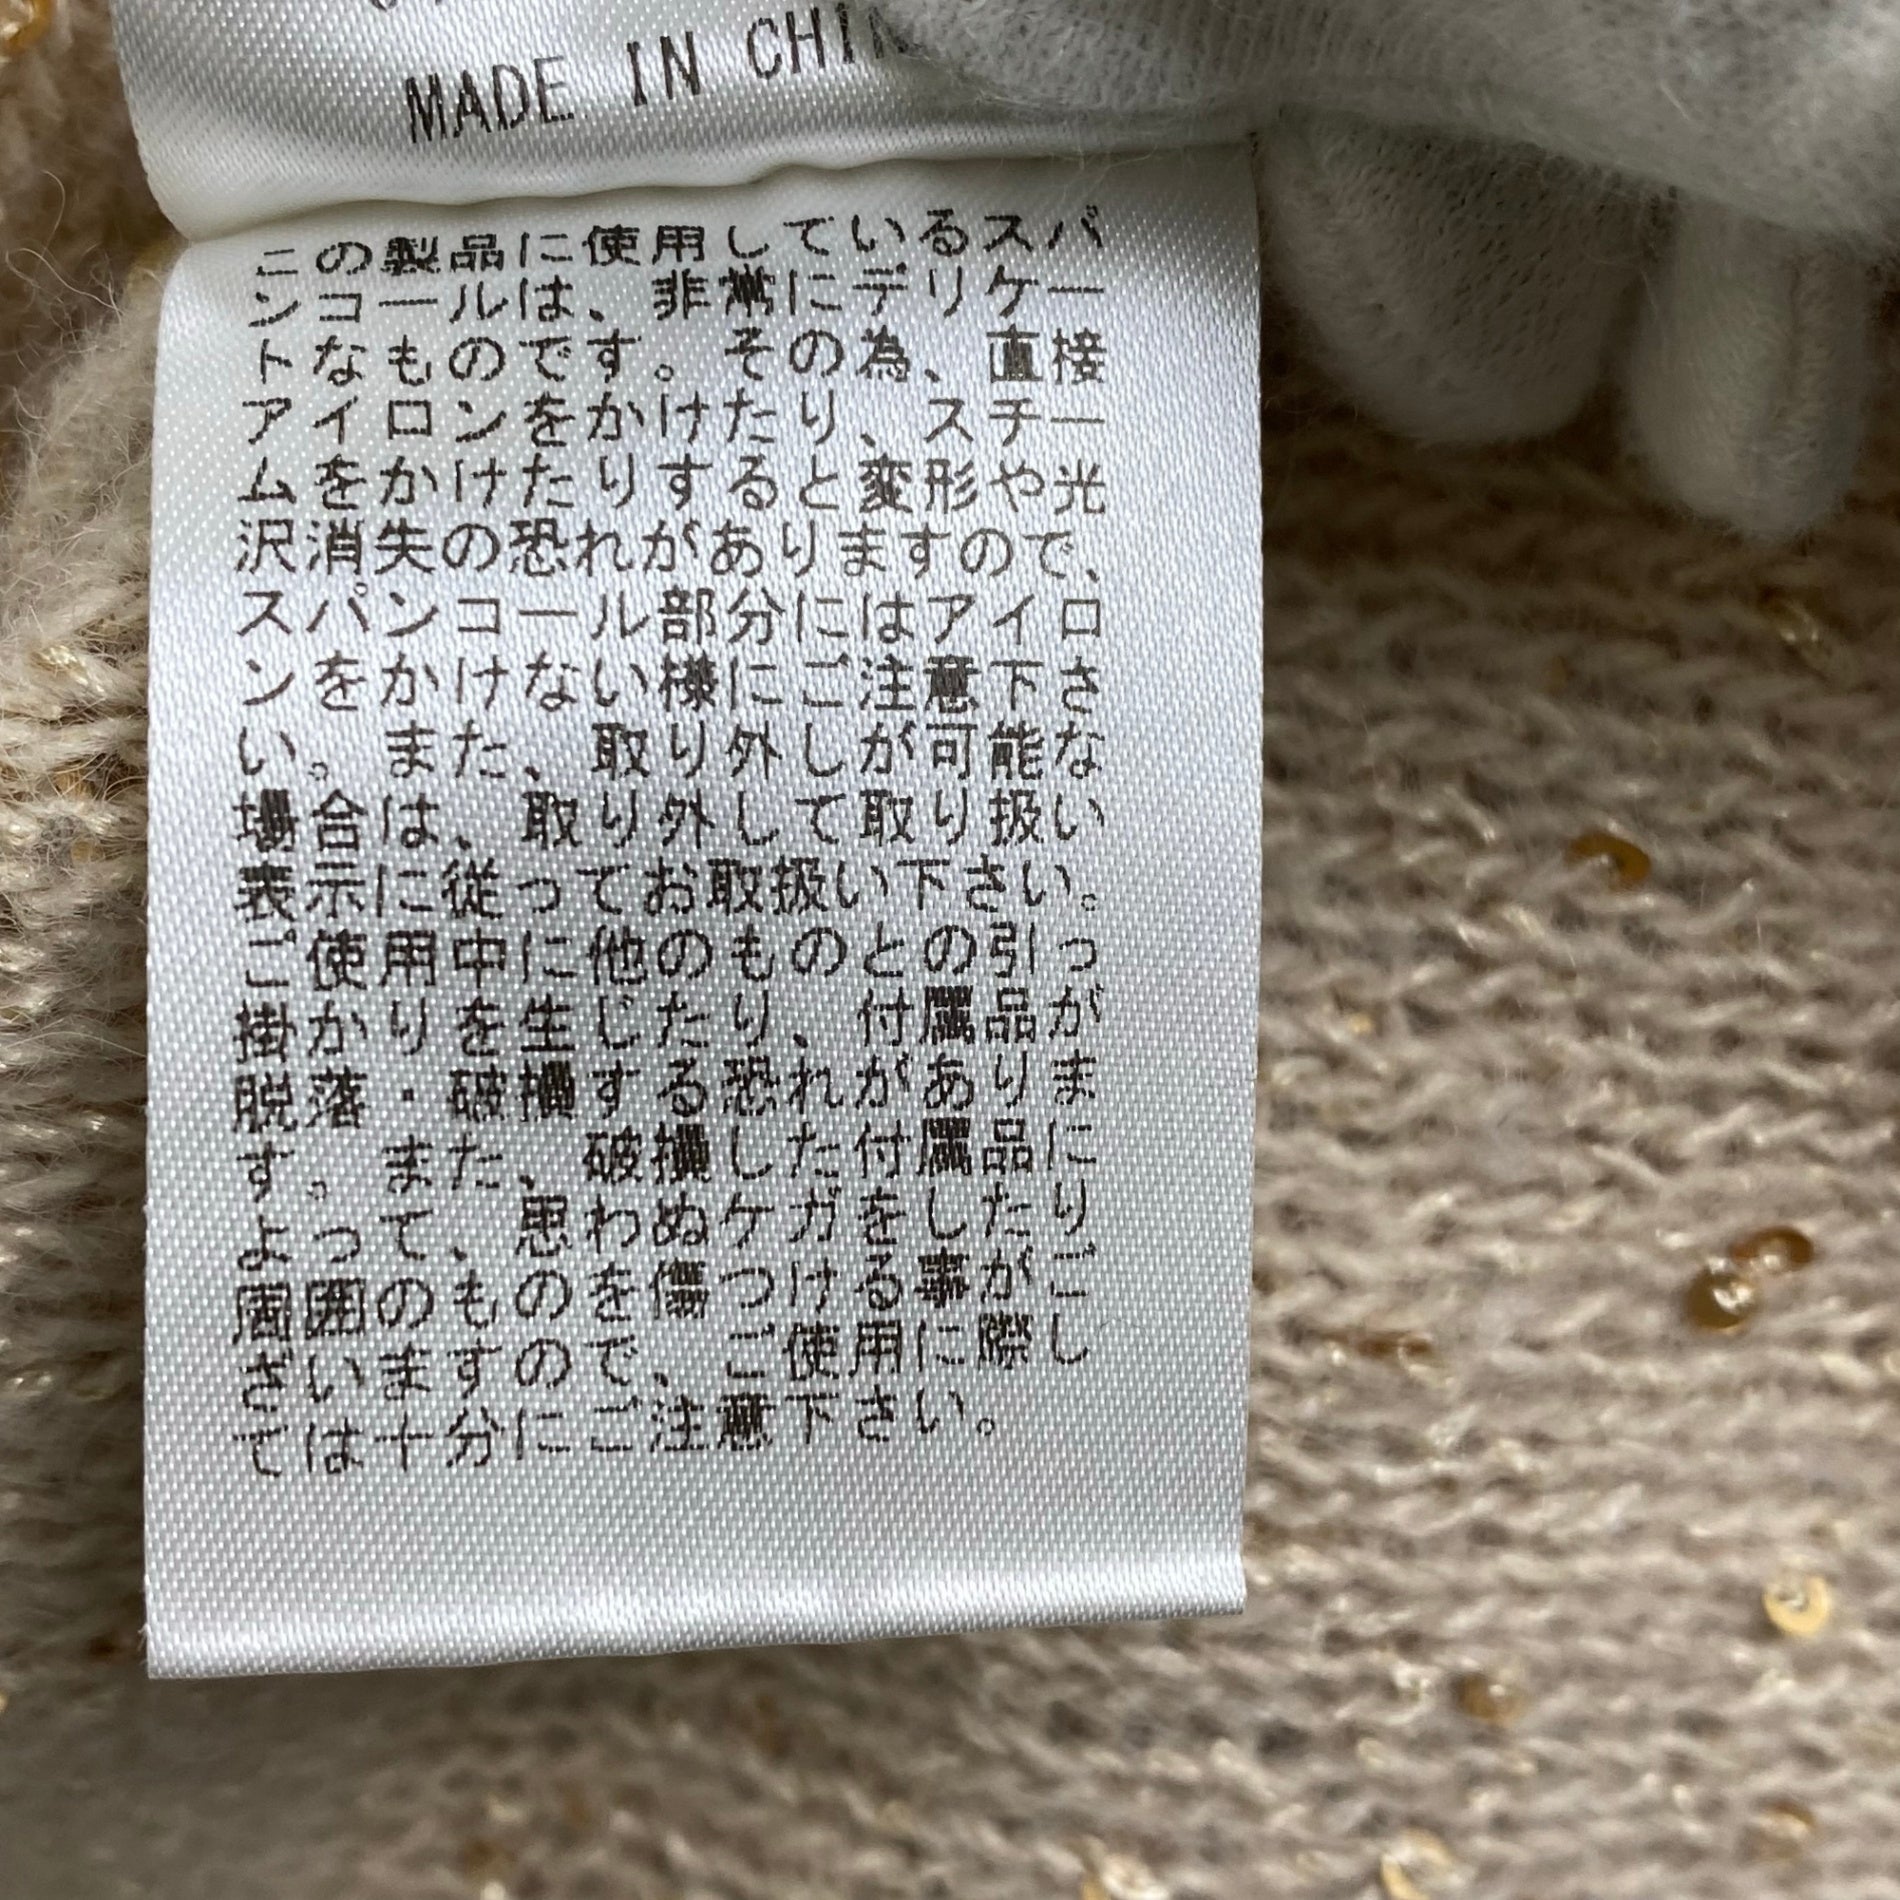 MADE IN CHIN
この製品に使用しているスパ
ンコールは、非常にデリケー
トなものです。その為、直接
アイロンをかけたり、スチー
ムをかけたりすると変形や光
沢消失の恐れがありますので、
スパンコール部分にはアイロ
ンをかけない様にご注意下さ
い。また、取り外しが可能な
場合は、取り外して取り扱い
表示に従ってお取扱い下さい。
ご使用中に他のものとの引っ
掛かりを生じたり、付属品が
脱落・破損する恐れがありま
す。また、破損した付属品に
よって、思わぬケガをしたり
周囲のものを傷つける事がご
ざいますので、ご使用に際し
ては十分にご注意下さい。